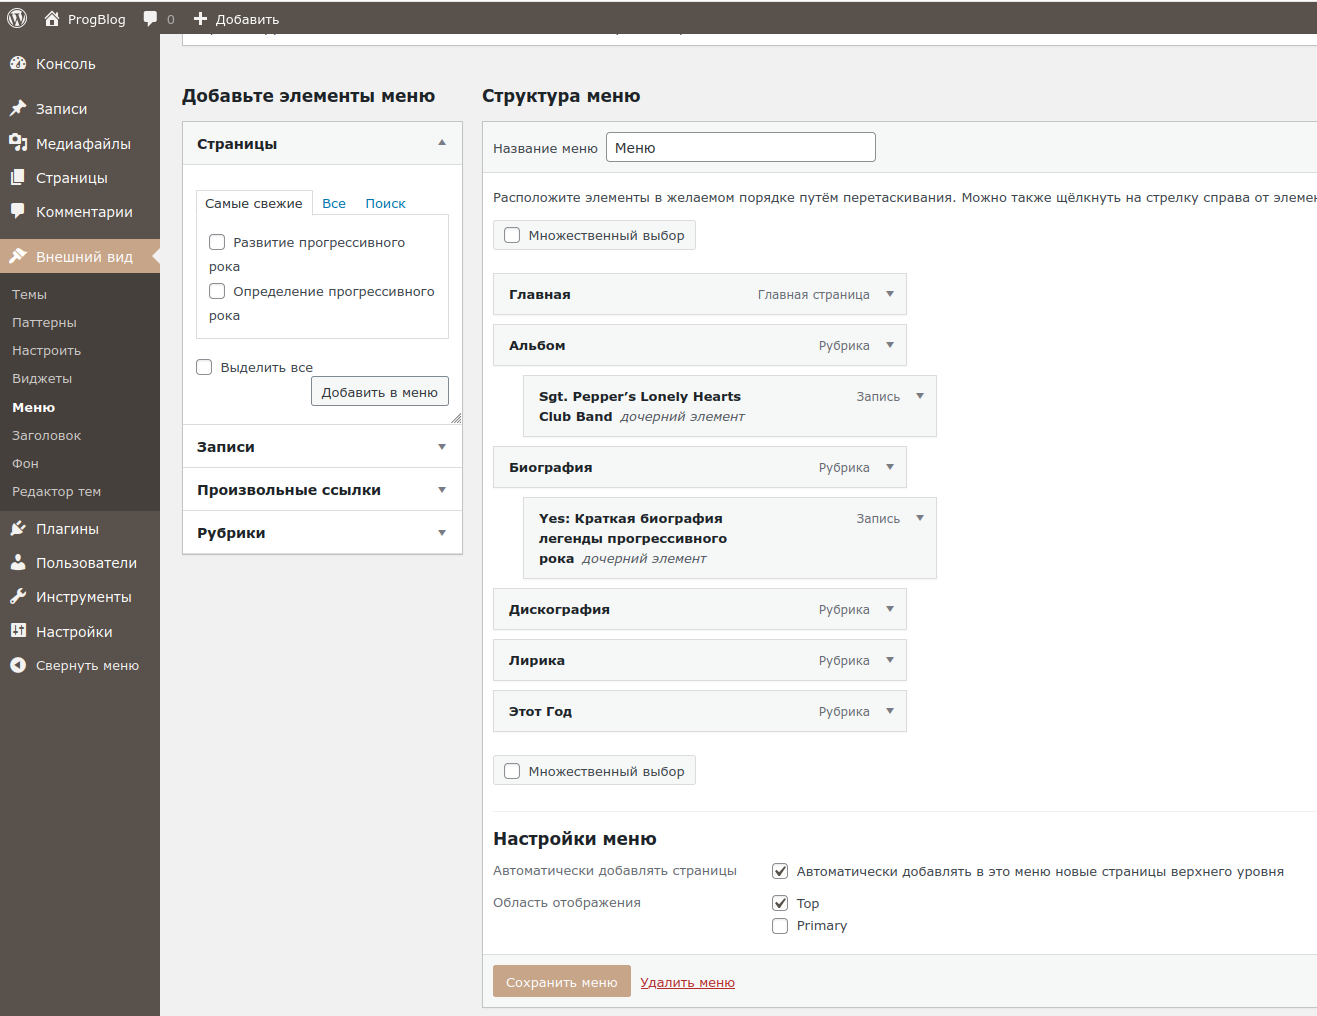 ProgBlog 0 Добавить
Консоль
Записи
Медиафайлы
Страницы
Комментарии
Внешний вид
Темы
Паттерны
Настроить
Виджеты
Меню
Заголовок
Фон
Редактор тем
Плагины
Пользователи
Инструменты
Настройки
Свернуть меню
Добавьте элементы меню
Страницы
Самые свежие Все Поиск
Развитие прогрессивного
рока
Определение прогрессивного
рока
Выделить все
Добавить в меню
Записи
Произвольные ссылки
Рубрики
Структура меню
Название меню Меню
Расположите элементы в желаемом порядке путём перетаскивания. Можно также щёлкнуть на стрелку справа от
Множественный выбор
Главная Главная страница
Альбом Рубрика
Sgt. Pepper’s Lonely Hearts Запись
Club Band дочерний элемент
Биография Рубрика
Yes: Краткая биография Запись
легенды прогрессивного
рока дочерний элемент
Дискография Рубрика
Лирика Рубрика
Этот Год Рубрика
Множественный выбор
Настройки меню
Автоматически добавлять страницы Автоматически добавлять в это меню новые страницы верхнего уровня
Область отображения Top
Primary
Сохранить меню Удалить меню